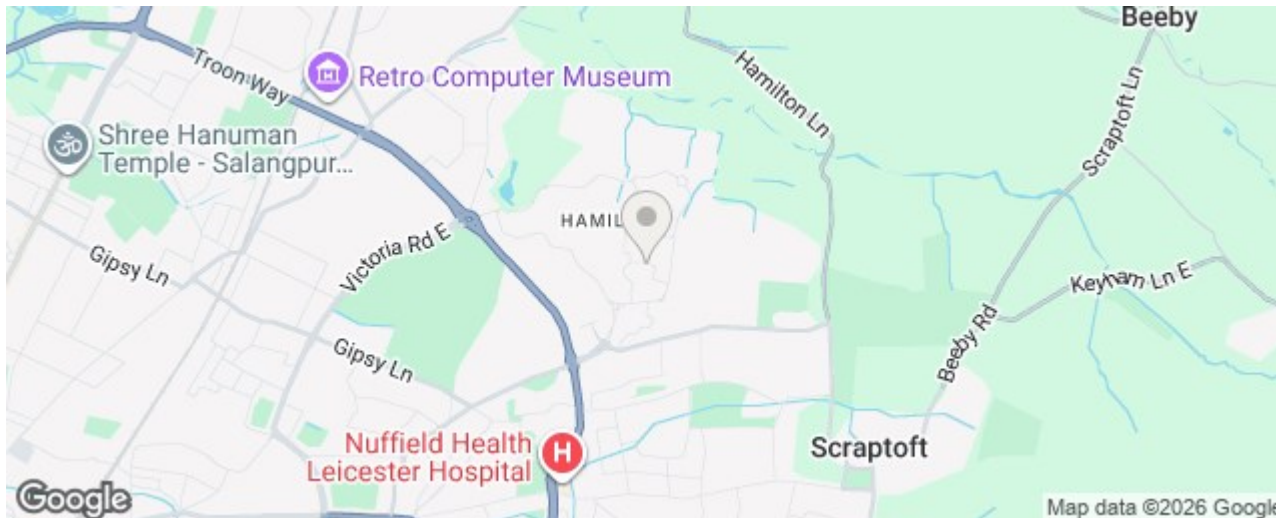 Beeby
Troon Way
Retro Computer Museum
Hamilton Ln
Scraptoft Ln
Shree Hanuman
Temple - Salangpur...
HAMIL
Victoria Rd E
Gipsy Ln
Keyham Ln E
Beeby Rd
Gipsy Ln
Nuffield Health
Leicester Hospital
H
Scraptoft
Google
Map data ©2026 Google